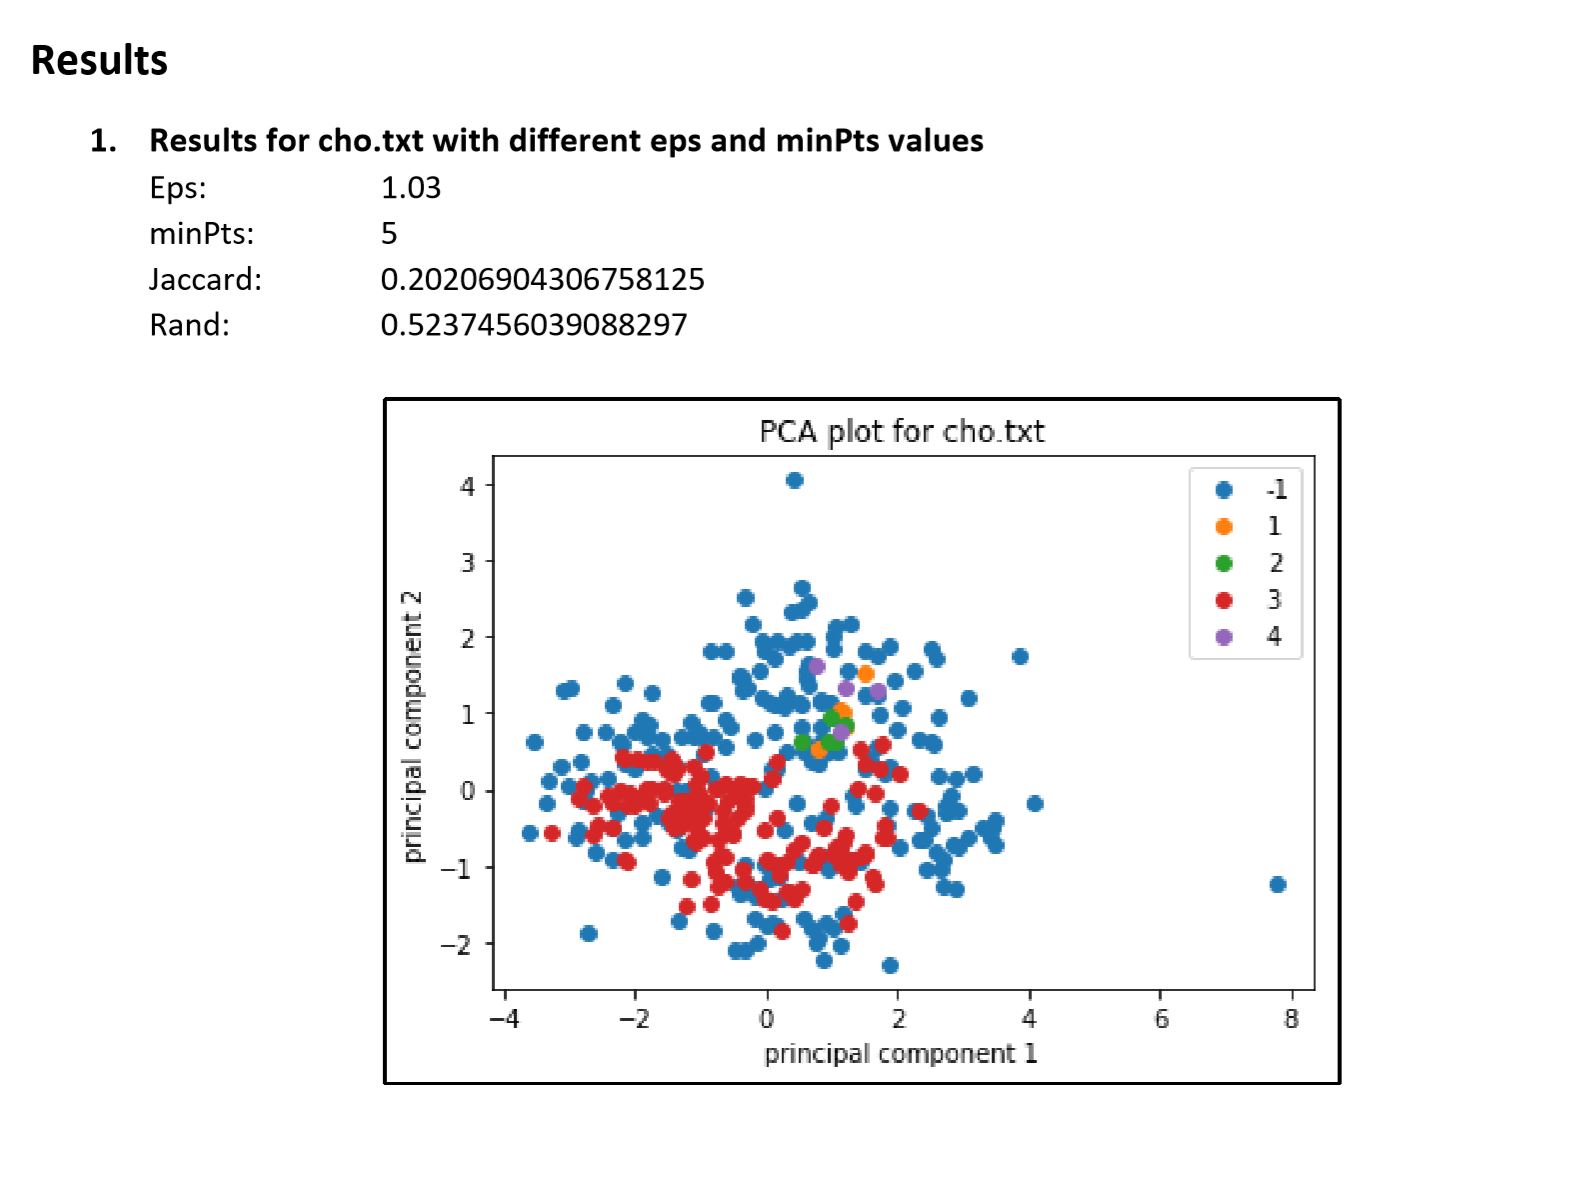 Results
1. Results for cho.txt with different eps and minPts values
Eps: 1.03
minPts: 5
Jaccard: 0.20206904306758125
Rand: 0.5237456039088297
PCA plot for cho.txt
-1
1
2
3
4
4
3
2
1
0
−1
−2
principal component 2
−4 −2 0 2 4 6 8
principal component 1